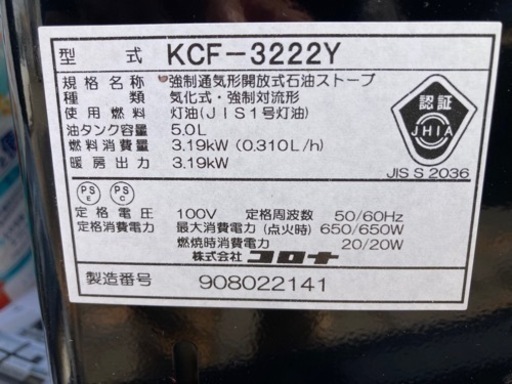 型 式 KCF-3222Y
規格名称 強制通気形開放式石油ストーブ
種 類 気化式・強制対流形
使用燃料 灯油(JIS1号灯油)
油タンク容量 5.0L
燃料消費量 3.19kW (0.310L/h)
暖房出力 3.19kW
認証
JHIA
JIS S 2036
PS E
PS C
定格電圧 100V 定格周波数 50/60Hz
定格消費電力 最大消費電力(点火時) 650/650W
燃焼時消費電力 20/20W
株式会社コロナ
製造番号 908022141